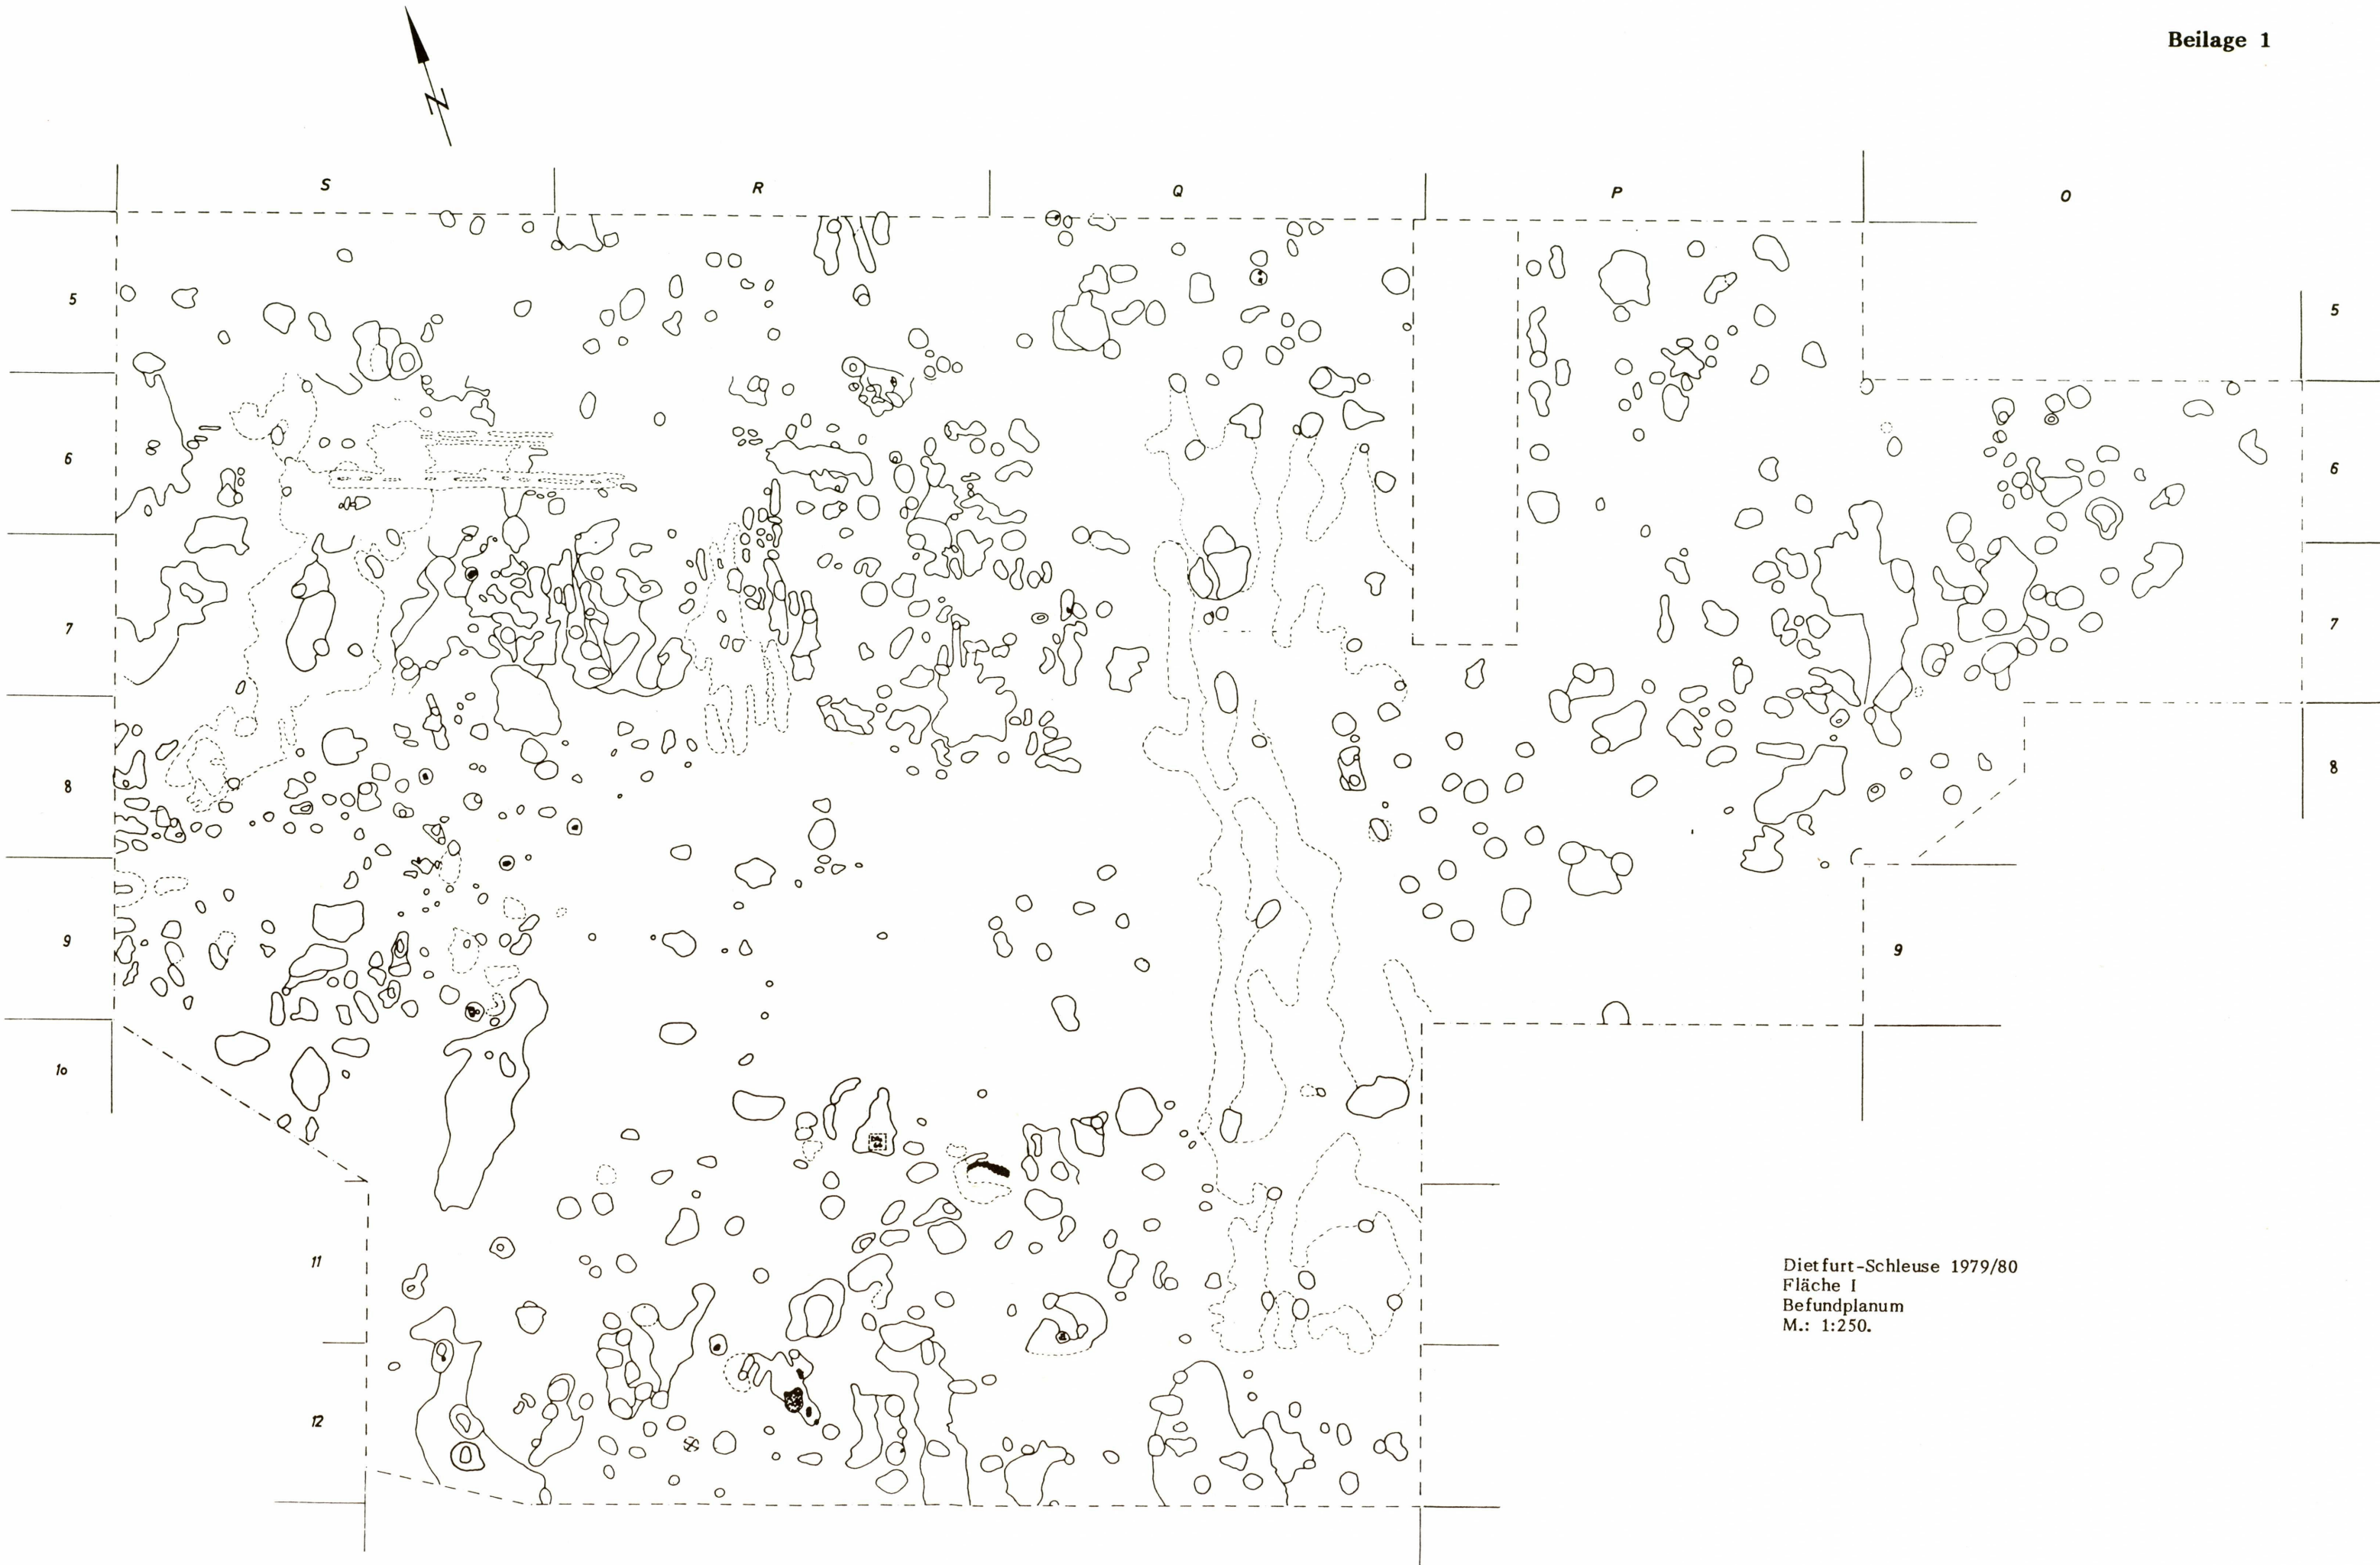 Beilage 1
N
S R Q P O
5 5
6 6
7 7
8 8
9 9
1o
11
12
Dietfurt-Schleuse 1979/80
Fläche I
Befundplanum
M.: 1:250.